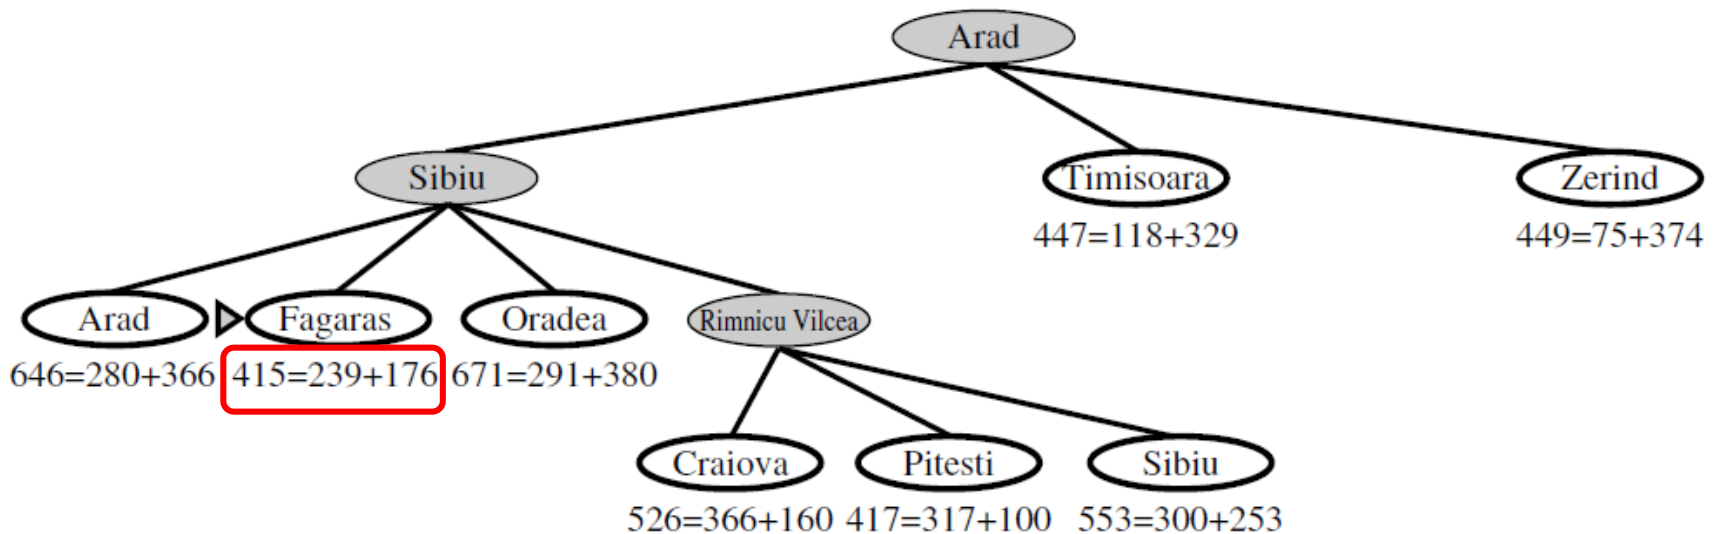 Arad
Sibiu Timisoara Zerind
447=118+329 449=75+374
Arad Fagaras Oradea Rimnicu Vilcea
646=280+366 415=239+176 671=291+380
Craiova Pitesti Sibiu
526=366+160 417=317+100 553=300+253